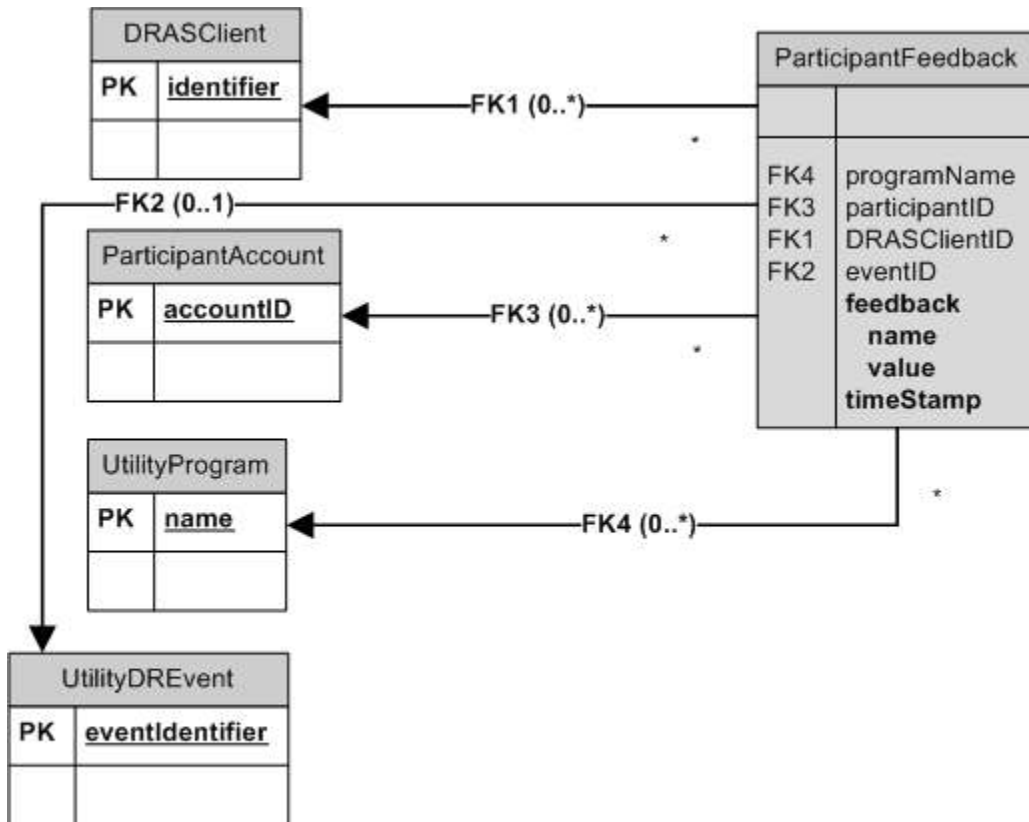 DRASClient
PK identifier
FK1 (0..*)
*
FK2 (0..1)
*
ParticipantAccount
PK accountID
FK3 (0..*)
*
UtilityProgram
PK name
FK4 (0..*)
*
UtilityDREvent
PK eventIdentifier
ParticipantFeedback
FK4 programName
FK3 participantID
FK1 DRASClientID
FK2 eventID
feedback
name
value
timeStamp